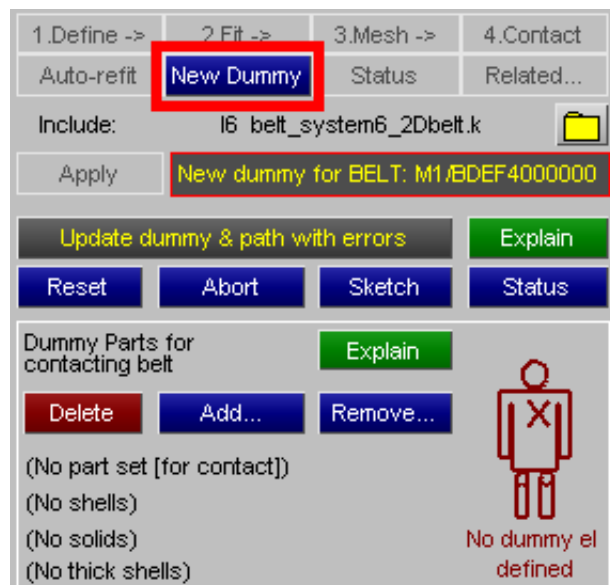 1.Define -> 2.Fit -> 3.Mesh -> 4.Contact
Auto-refit New Dummy Status Related...
Include: I6 belt_system6_2Dbelt.k
Apply New dummy for BELT: M1/BDEF4000000
Update dummy & path with errors Explain
Reset Abort Sketch Status
Dummy Parts for
contacting belt Explain
Delete Add... Remove...
(No part set [for contact])
(No shells)
(No solids)
(No thick shells)
No dummy el
defined